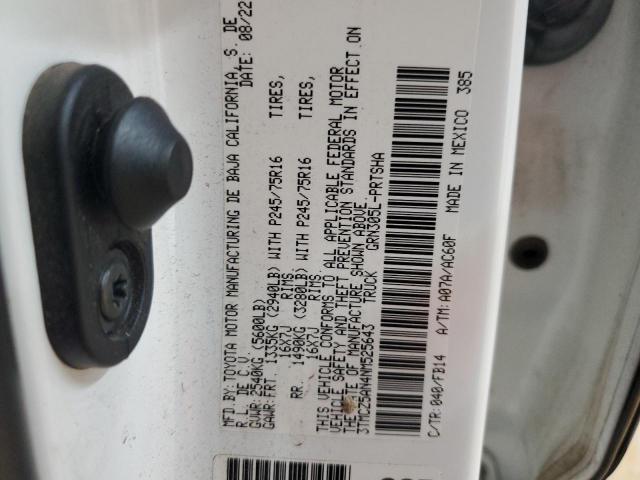 MFD. BY: TOYOTA MOTOR MANUFACTURING DE BAJA CALIFORNIA, S. DE
R.L. DE C.V. DATE: 08/22
GVWR: 2540KG (5600LB)
GAWR: FRT. 1335KG (2940LB) WITH P245/75R16 TIRES,
16X7J RIMS
RR. 1490KG (3280LB) WITH P245/75R16 TIRES,
16X7J RIMS.
THIS VEHICLE CONFORMS TO ALL APPLICABLE FEDERAL MOTOR
VEHICLE SAFETY AND THEFT PREVENTION STANDARDS IN EFFECT ON
THE DATE OF MANUFACTURE SHOWN ABOVE.
3TMCZ5AN4NM525643 TRUCK GRN305L-PRTSHA
C/TR: 040/FB14 A/TM: A07A/AC60F MADE IN MEXICO 385